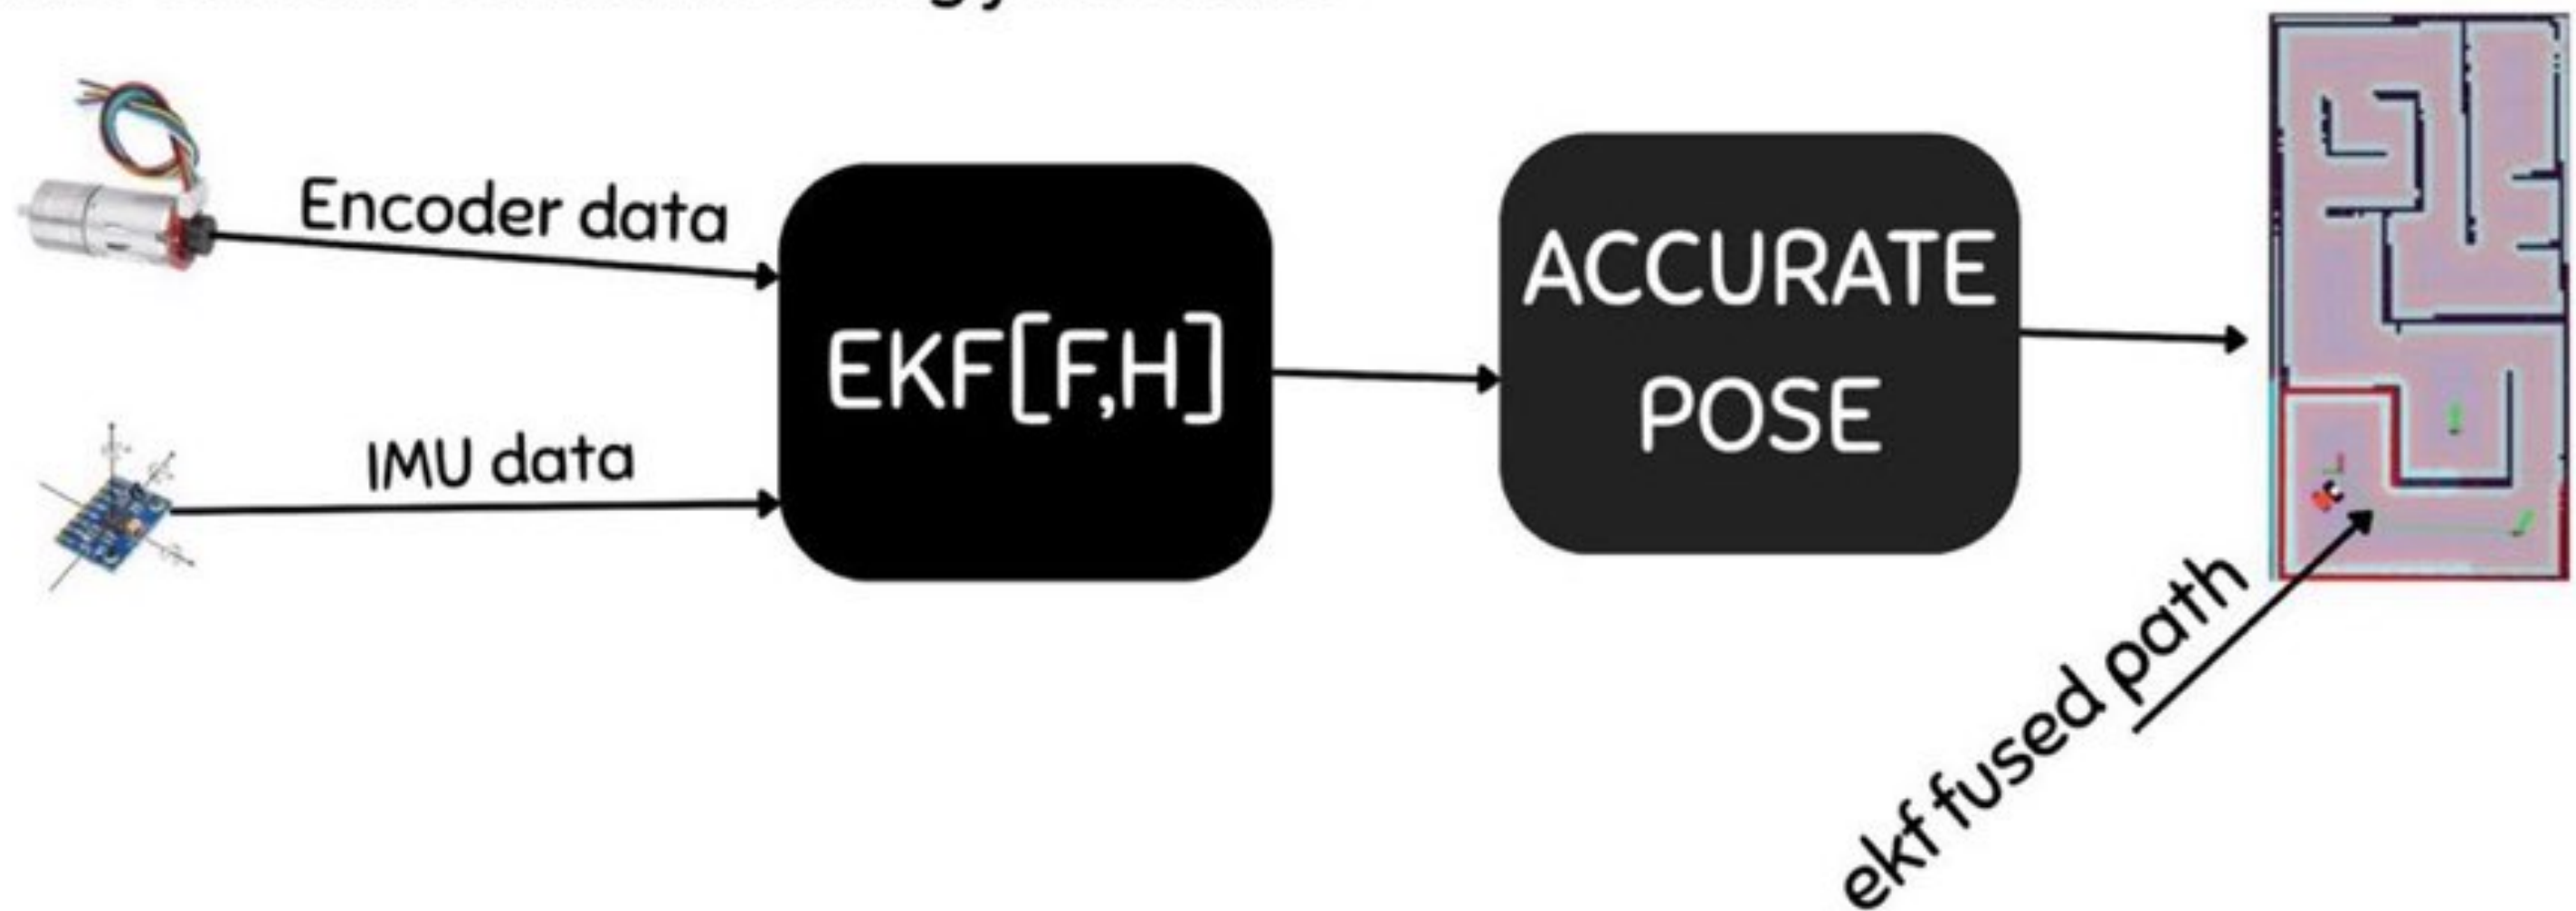 Encoder data
IMU data
EKF[F,H]
ACCURATE
POSE
ekf fused path